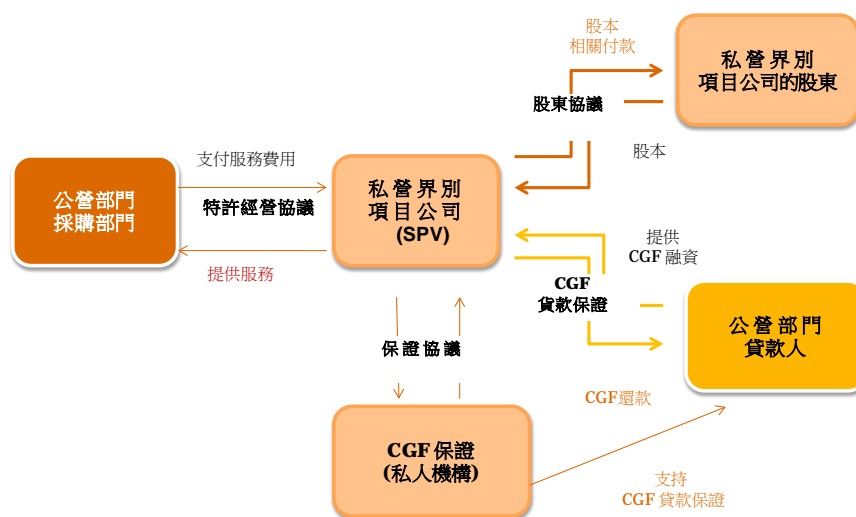 股本
相關付款
私營界別
項目公司的股東
股東協議
股本
支付服務費用
公營部門
採購部門
特許經營協議
私營界別
項目公司
(SPV)
提供服務
提供
CGF 融資
CGF
貸款保證
公營部門
貸款人
保證協議
CGF還款
CGF 保證
(私人機構)
支持
CGF 貸款保證